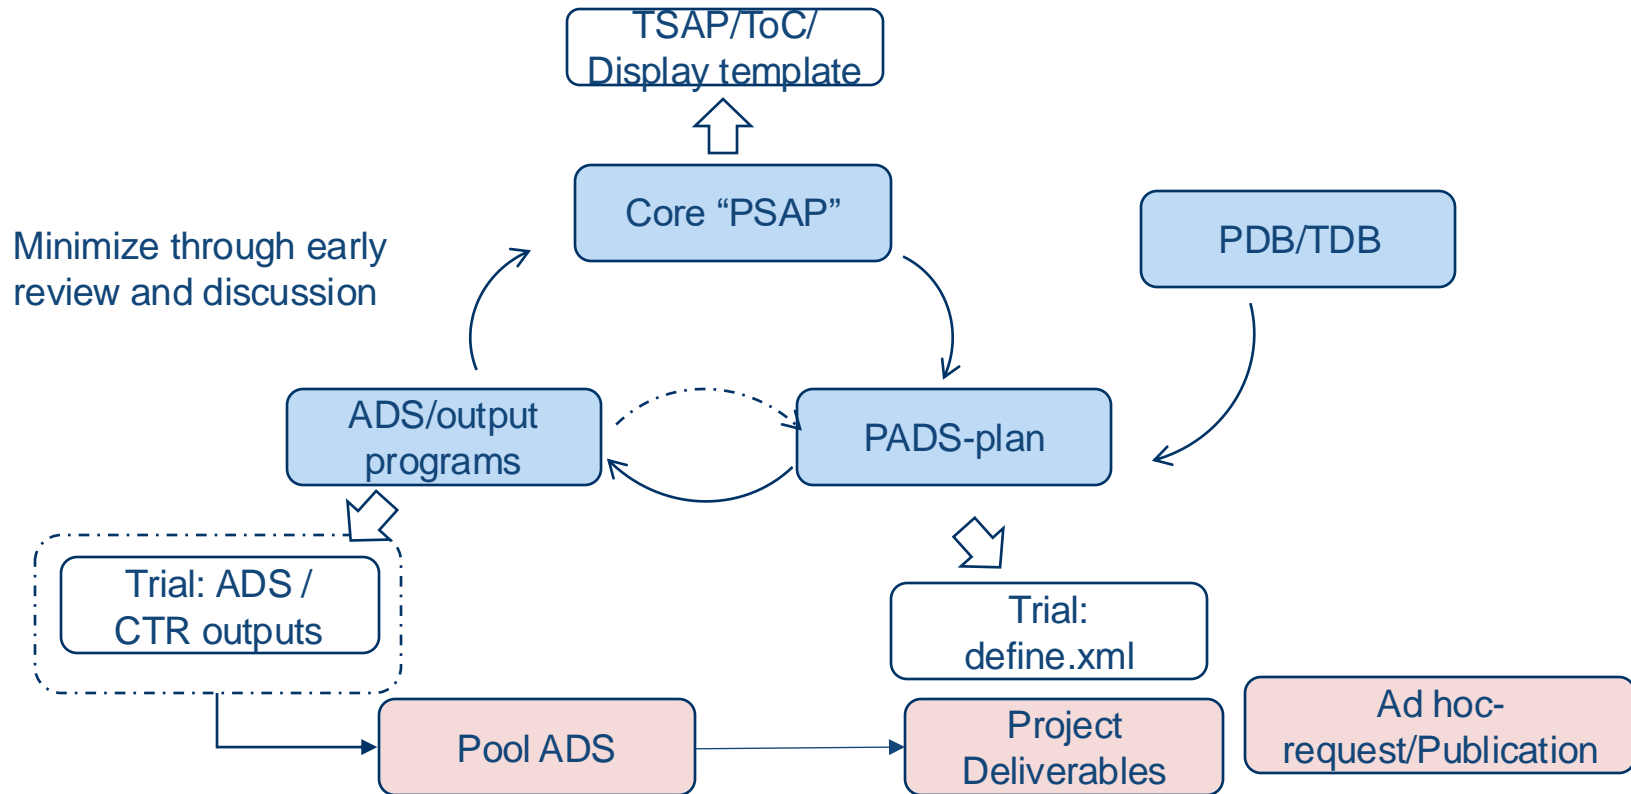 TSAP/ToC/
Display template
Core “PSAP”
PDB/TDB
Minimize through early
review and discussion
ADS/output
programs
PADS-plan
Trial: ADS /
CTR outputs
Trial:
define.xml
Pool ADS
Project
Deliverables
Ad hoc-
request/Publication